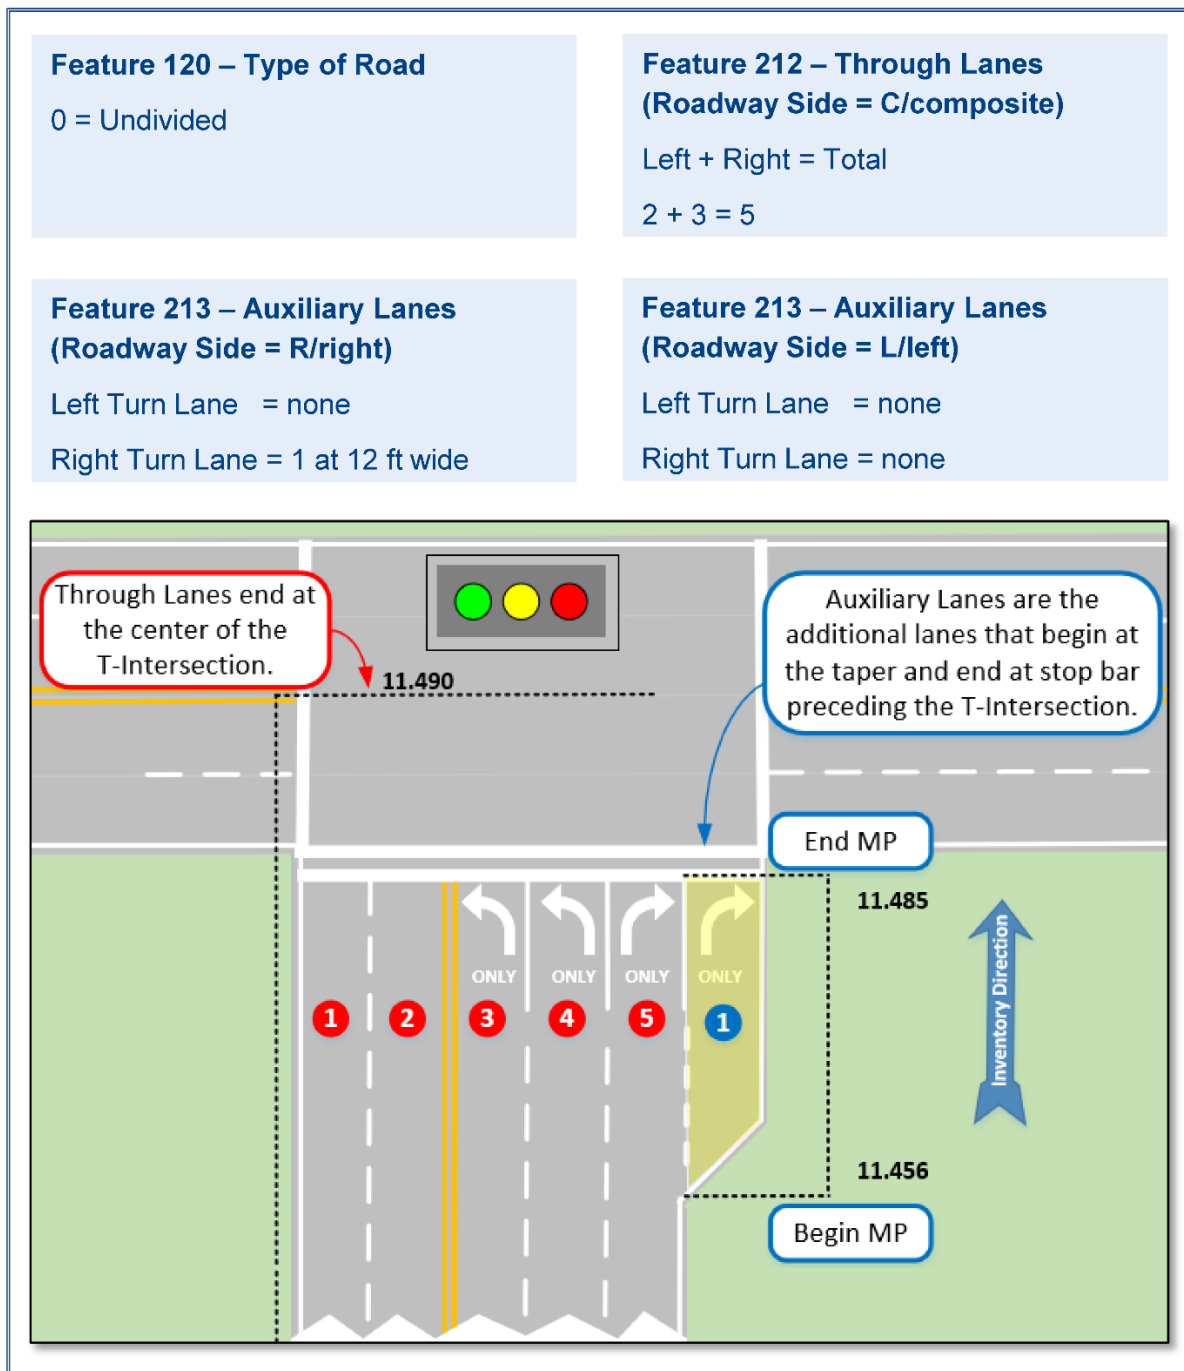 Feature 120 – Type of Road
0 = Undivided
Feature 212 – Through Lanes
(Roadway Side = C/composite)
Left + Right = Total
2 + 3 = 5
Feature 213 – Auxiliary Lanes
(Roadway Side = R/right)
Left Turn Lane = none
Right Turn Lane = 1 at 12 ft wide
Feature 213 – Auxiliary Lanes
(Roadway Side = L/left)
Left Turn Lane = none
Right Turn Lane = none
Through Lanes end at
the center of the
T-Intersection.
11.490
Auxiliary Lanes are the
additional lanes that begin at
the taper and end at stop bar
preceding the T-Intersection.
End MP
11.485
ONLY ONLY ONLY ONLY
1 2 3 4 5 1
Inventory Direction
11.456
Begin MP